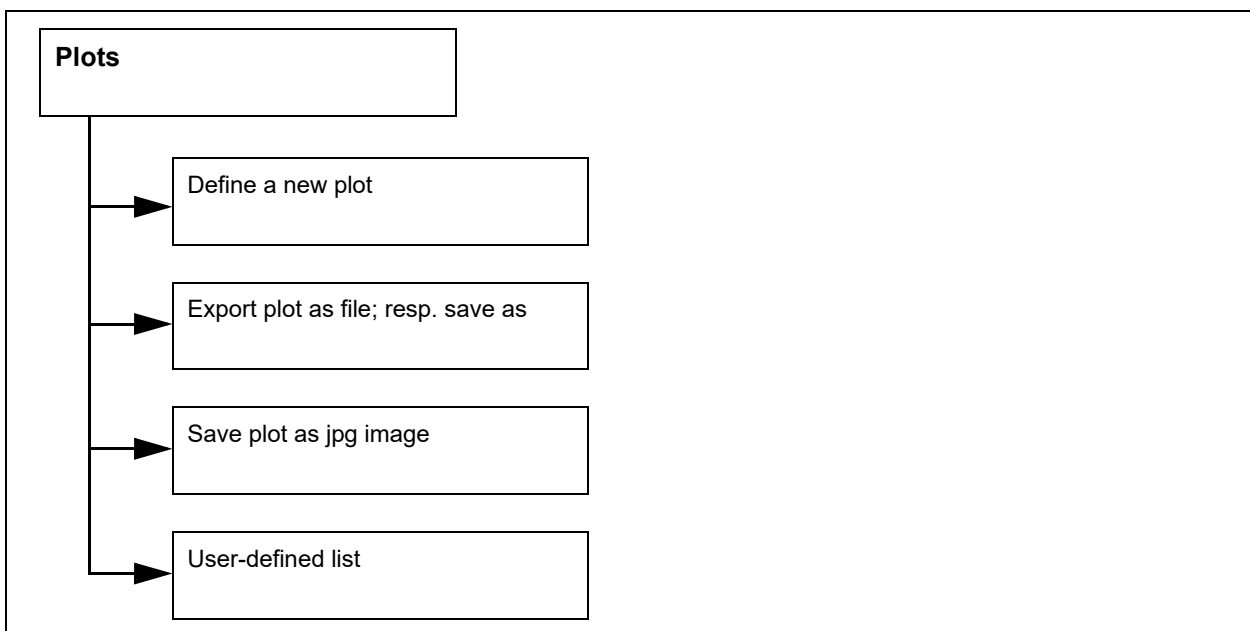 Plots
Define a new plot
Export plot as file; resp. save as
Save plot as jpg image
User-defined list